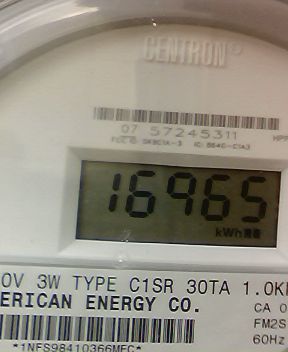 CENTRON®
07 57245311
16965
kWh
0V 3W TYPE C1SR 30TA 1.0K
ERICAN ENERGY CO.
CA 0
FM2S
60Hz
*1NFS98410366MFC*